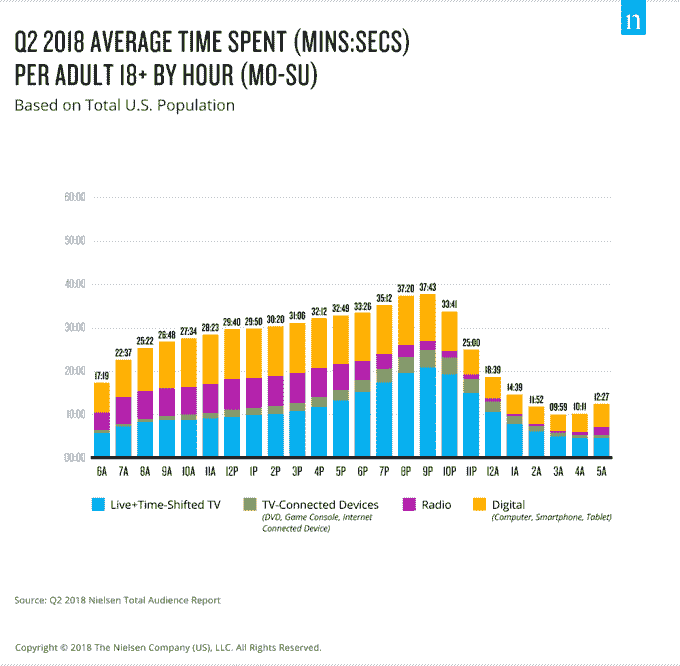 n
Q2 2018 AVERAGE TIME SPENT (MINS:SECS)
PER ADULT 18+ BY HOUR (MO-SU)
Based on Total U.S. Population
60:00
50:00
40:00
30:00
20:00
10:00
00:00
17:19 22:37 25:22 26:48 27:34 28:23 29:40 29:50 30:20 31:06 32:12 32:49 33:26 35:12 37:20 37:43 33:41 25:00 18:39 14:39 11:52 09:59 10:11 12:27
6A 7A 8A 9A 10A 11A 12P 1P 2P 3P 4P 5P 6P 7P 8P 9P 10P 11P 12A 1A 2A 3A 4A 5A
Live+Time-Shifted TV TV-Connected Devices Radio Digital
(DVD, Game Console, Internet (Computer, Smartphone, Tablet)
Connected Device)
Source: Q2 2018 Nielsen Total Audience Report
Copyright © 2018 The Nielsen Company (US), LLC. All Rights Reserved.